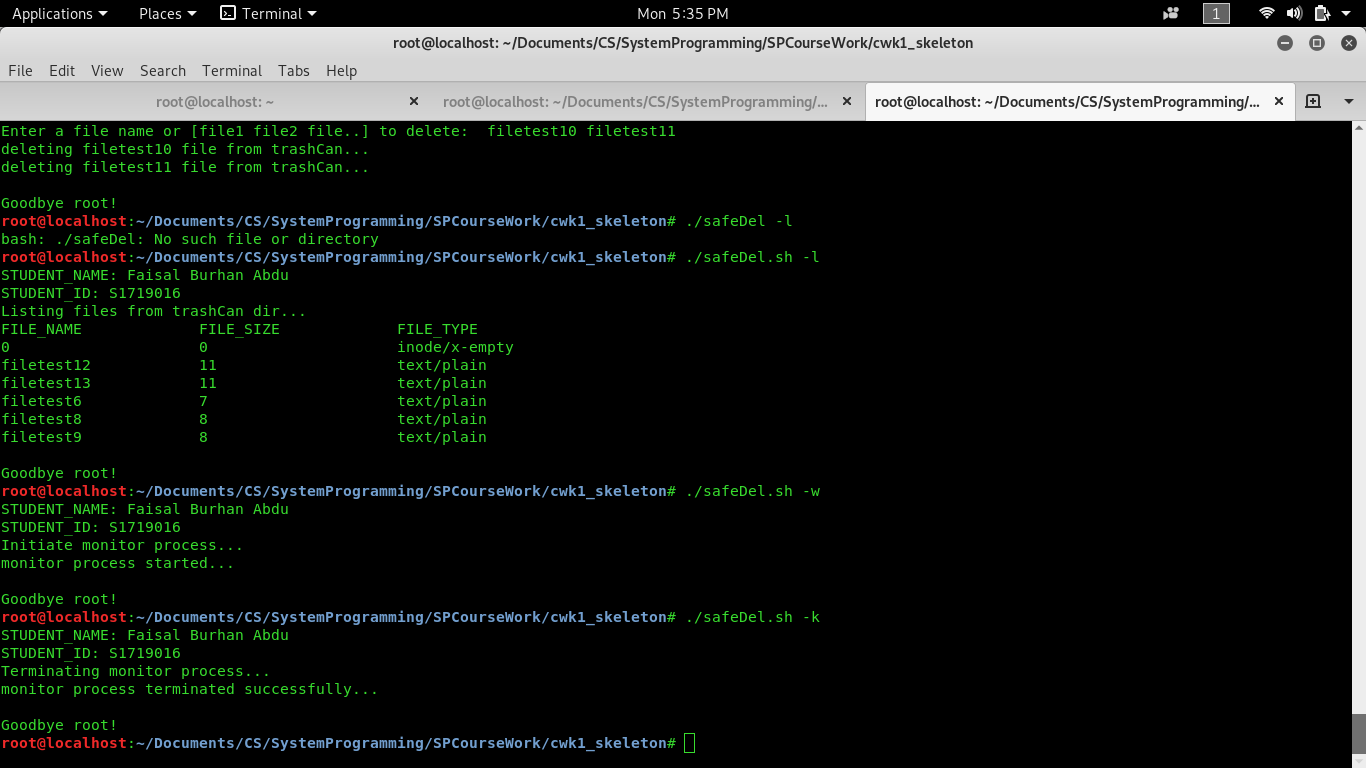 Applications Places Terminal Mon 5:35 PM 1
root@localhost: ~/Documents/CS/SystemProgramming/SPCourseWork/cwk1_skeleton
File Edit View Search Terminal Tabs Help
root@localhost: ~ root@localhost: ~/Documents/CS/SystemProgramming/... root@localhost: ~/Documents/CS/SystemProgramming/...
Enter a file name or [file1 file2 file..] to delete:  filetest10 filetest11
deleting filetest10 file from trashCan...
deleting filetest11 file from trashCan...
Goodbye root!
root@localhost:~/Documents/CS/SystemProgramming/SPCourseWork/cwk1_skeleton# ./safeDel -l
bash: ./safeDel: No such file or directory
root@localhost:~/Documents/CS/SystemProgramming/SPCourseWork/cwk1_skeleton# ./safeDel.sh -l
STUDENT_NAME: Faisal Burhan Abdu
STUDENT_ID: S1719016
Listing files from trashCan dir...
FILE_NAME FILE_SIZE FILE_TYPE
0 0 inode/x-empty
filetest12 11 text/plain
filetest13 11 text/plain
filetest6 7 text/plain
filetest8 8 text/plain
filetest9 8 text/plain
Goodbye root!
root@localhost:~/Documents/CS/SystemProgramming/SPCourseWork/cwk1_skeleton# ./safeDel.sh -w
STUDENT_NAME: Faisal Burhan Abdu
STUDENT_ID: S1719016
Initiate monitor process...
monitor process started...
Goodbye root!
root@localhost:~/Documents/CS/SystemProgramming/SPCourseWork/cwk1_skeleton# ./safeDel.sh -k
STUDENT_NAME: Faisal Burhan Abdu
STUDENT_ID: S1719016
Terminating monitor process...
monitor process terminated successfully...
Goodbye root!
root@localhost:~/Documents/CS/SystemProgramming/SPCourseWork/cwk1_skeleton#